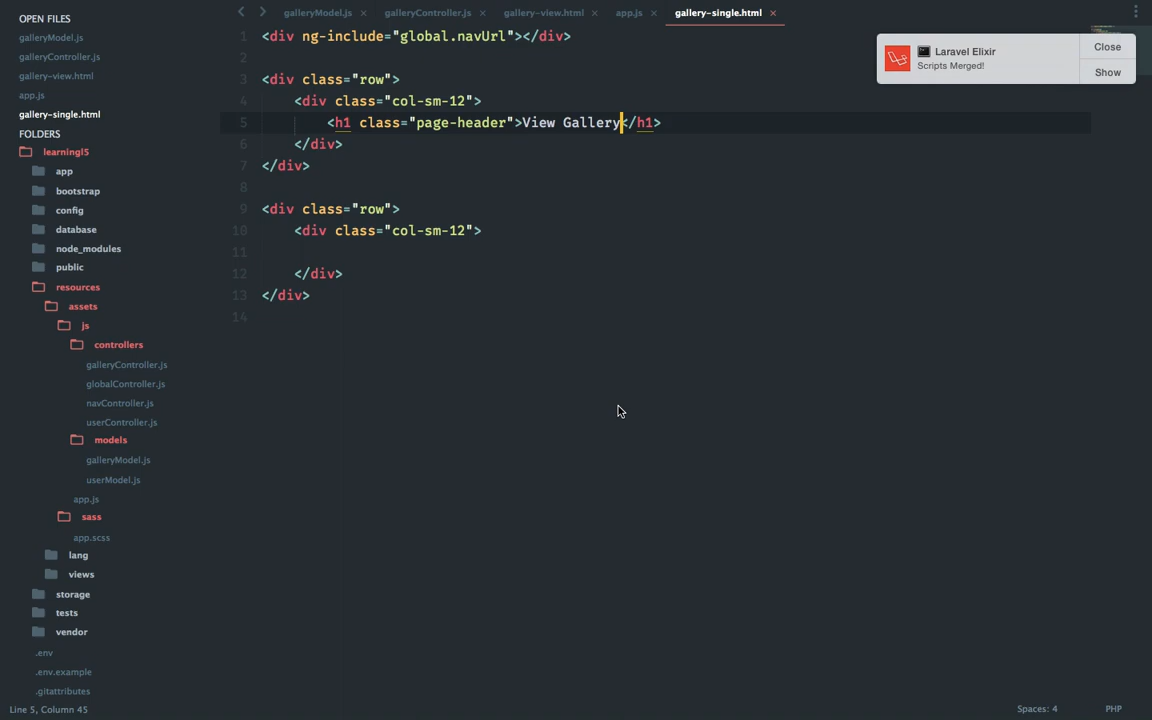 OPEN FILES
galleryModel.js
galleryController.js
gallery-view.html
app.js
gallery-single.html
FOLDERS
learningl5
app
bootstrap
config
database
node_modules
public
resources
assets
js
controllers
galleryController.js
globalController.js
navController.js
userController.js
models
galleryModel.js
userModel.js
app.js
sass
app.scss
lang
views
storage
tests
vendor
.env
.env.example
.gitattributes
galleryModel.js × galleryController.js × gallery-view.html × app.js × gallery-single.html ×
1 <div ng-include="global.navUrl"></div>
2
3 <div class="row">
4 <div class="col-sm-12">
5 <h1 class="page-header">View Gallery</h1>
6 </div>
7 </div>
8
9 <div class="row">
10 <div class="col-sm-12">
11
12 </div>
13 </div>
14
Laravel Elixir
Scripts Merged!
Close
Show
Line 5, Column 45
Spaces: 4
PHP